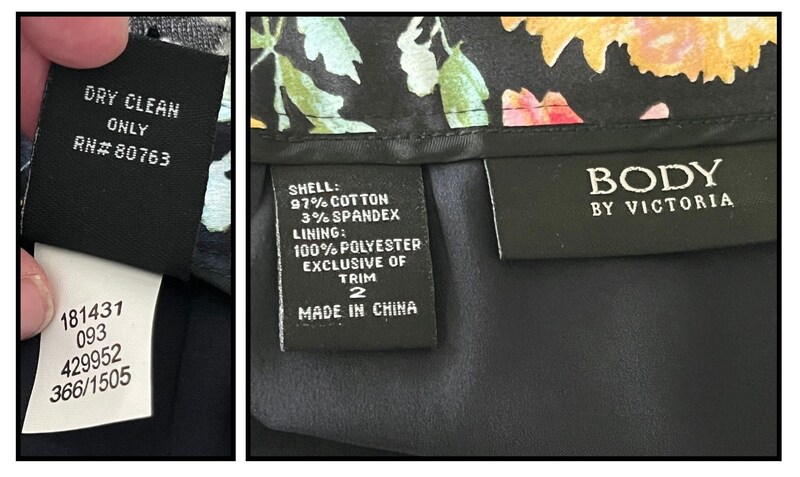 DRY CLEAN
ONLY
RN#80763
181431
093
429952
366/1505
SHELL:
97% COTTON
3% SPANDEX
LINING:
100% POLYESTER
EXCLUSIVE OF
TRIM
2
MADE IN CHINA
BODY
BY VICTORIA